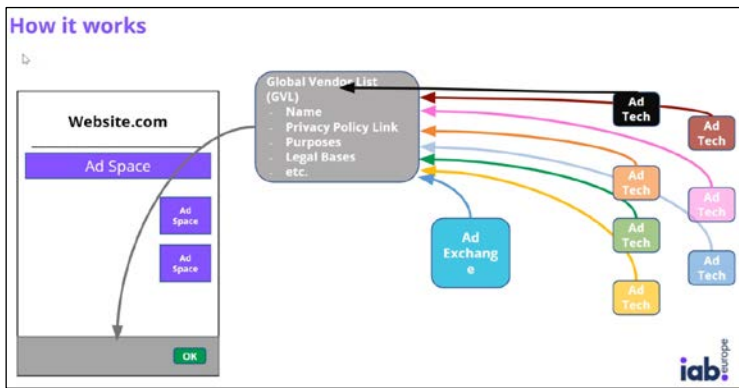 How it works
Website.com
Ad Space
Ad
Space
Ad
Space
OK
Global Vendor List
(GVL)
- Name
- Privacy Policy Link
- Purposes
- Legal Bases
- etc.
Ad
Exchang
e
Ad
Tech
Ad
Tech
Ad
Tech
Ad
Tech
Ad
Tech
Ad
Tech
Ad
Tech
iab.
europe